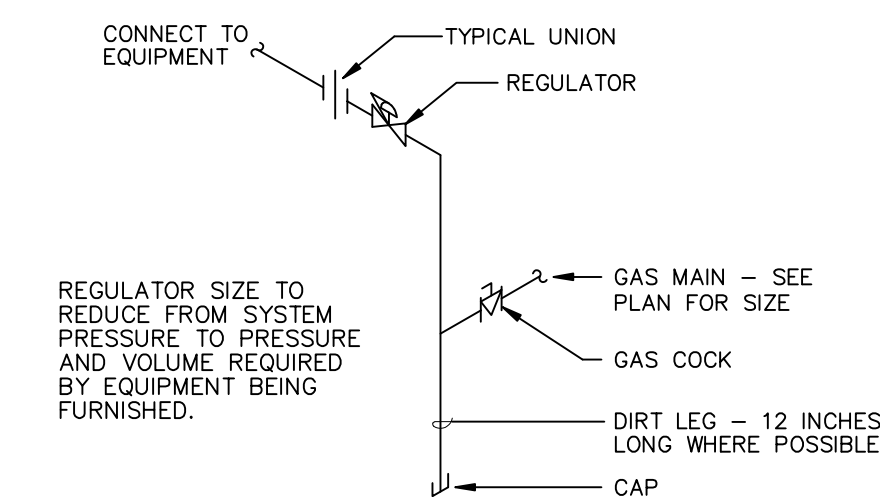 CONNECT TO
EQUIPMENT
TYPICAL UNION
REGULATOR
REGULATOR SIZE TO
REDUCE FROM SYSTEM
PRESSURE TO PRESSURE
AND VOLUME REQUIRED
BY EQUIPMENT BEING
FURNISHED.
GAS MAIN – SEE
PLAN FOR SIZE
GAS COCK
DIRT LEG – 12 INCHES
LONG WHERE POSSIBLE
CAP